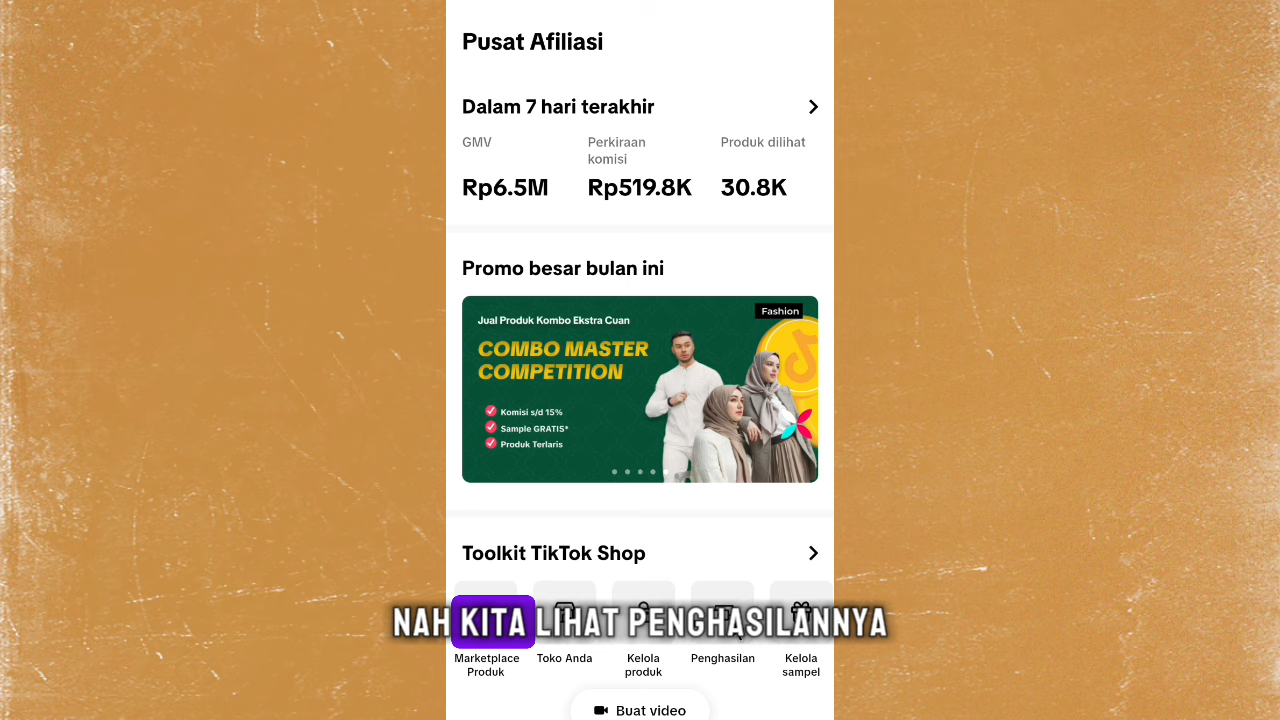 Pusat Afiliasi
Dalam 7 hari terakhir
GMV
Perkiraan komisi
Produk dilihat
Rp6.5M
Rp519.8K
30.8K
Promo besar bulan ini
Fashion
Jual Produk Kombo Ekstra Cuan
COMBO MASTER
COMPETITION
Komisi s/d 15%
Sample GRATIS*
Produk Terlaris
Toolkit TikTok Shop
NAH KITA LIHAT PENGHASILANNYA
Marketplace Produk
Toko Anda
Kelola produk
Penghasilan
Kelola sampel
Buat video